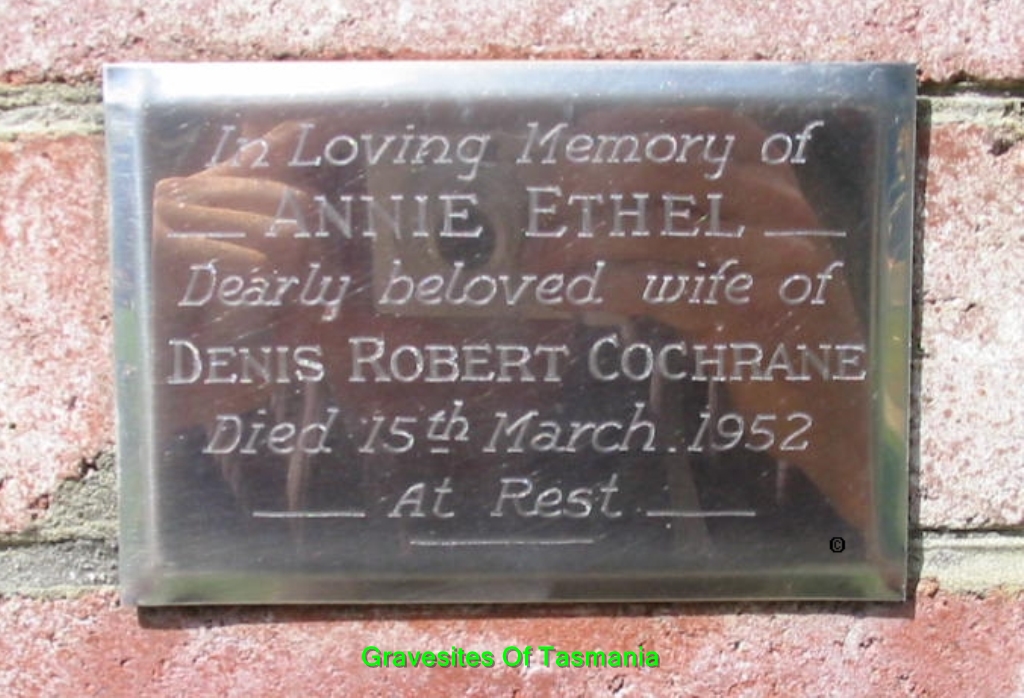 In Loving Memory of
ANNIE ETHEL
Dearly beloved wife of
DENIS ROBERT COCHRANE
Died 15th March. 1952
At Rest
©
Gravesites Of Tasmania